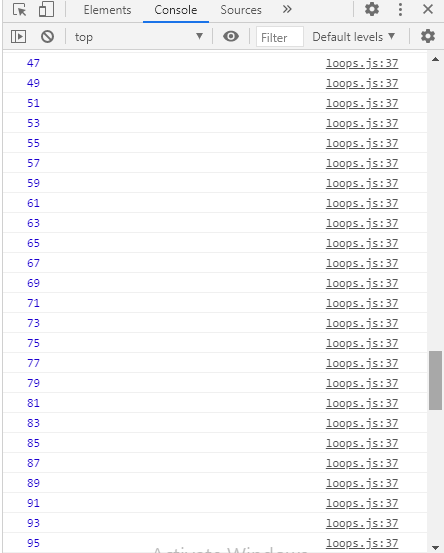 Elements Console Sources »
top Filter Default levels
47 loops.js:37
49 loops.js:37
51 loops.js:37
53 loops.js:37
55 loops.js:37
57 loops.js:37
59 loops.js:37
61 loops.js:37
63 loops.js:37
65 loops.js:37
67 loops.js:37
69 loops.js:37
71 loops.js:37
73 loops.js:37
75 loops.js:37
77 loops.js:37
79 loops.js:37
81 loops.js:37
83 loops.js:37
85 loops.js:37
87 loops.js:37
89 loops.js:37
91 loops.js:37
93 loops.js:37
95 loops.js:37
Activate Windows